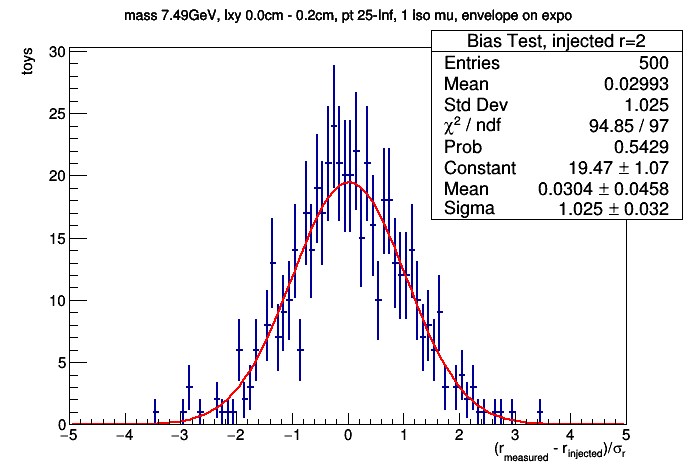 mass 7.49GeV, lxy 0.0cm - 0.2cm, pt 25-Inf, 1 Iso mu, envelope on expo
toys
Bias Test, injected r=2
Entries 500
Mean 0.02993
Std Dev 1.025
χ² / ndf 94.85 / 97
Prob 0.5429
Constant 19.47 ± 1.07
Mean 0.0304 ± 0.0458
Sigma 1.025 ± 0.032
30
25
20
15
10
5
0
−5 −4 −3 −2 −1 0 1 2 3 4 5
(r_measured - r_injected)/σ_r